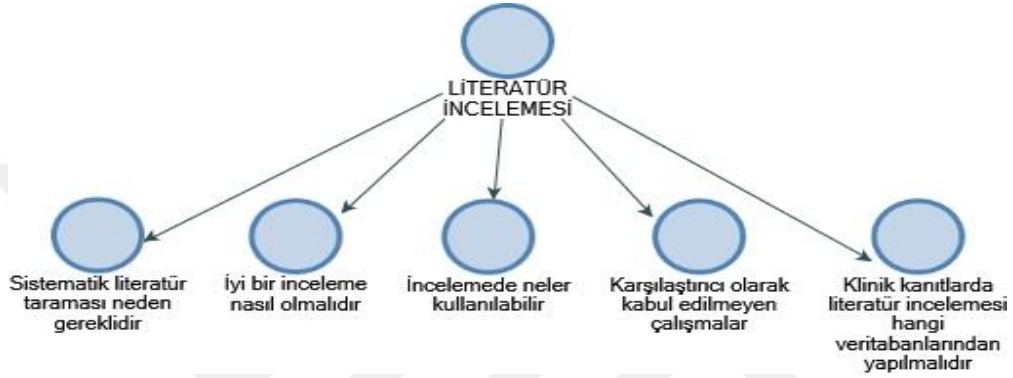 LİTERATÜR
İNCELEMESİ
Sistematik literatür
taraması neden
gereklidir
İyi bir inceleme
nasıl olmalıdır
İncelemede neler
kullanılabilir
Karşılaştırıcı olarak
kabul edilmeyen
çalışmalar
Klinik kanıtlarda
literatür incelemesi
hangi
veritabanlarından
yapılmalıdır